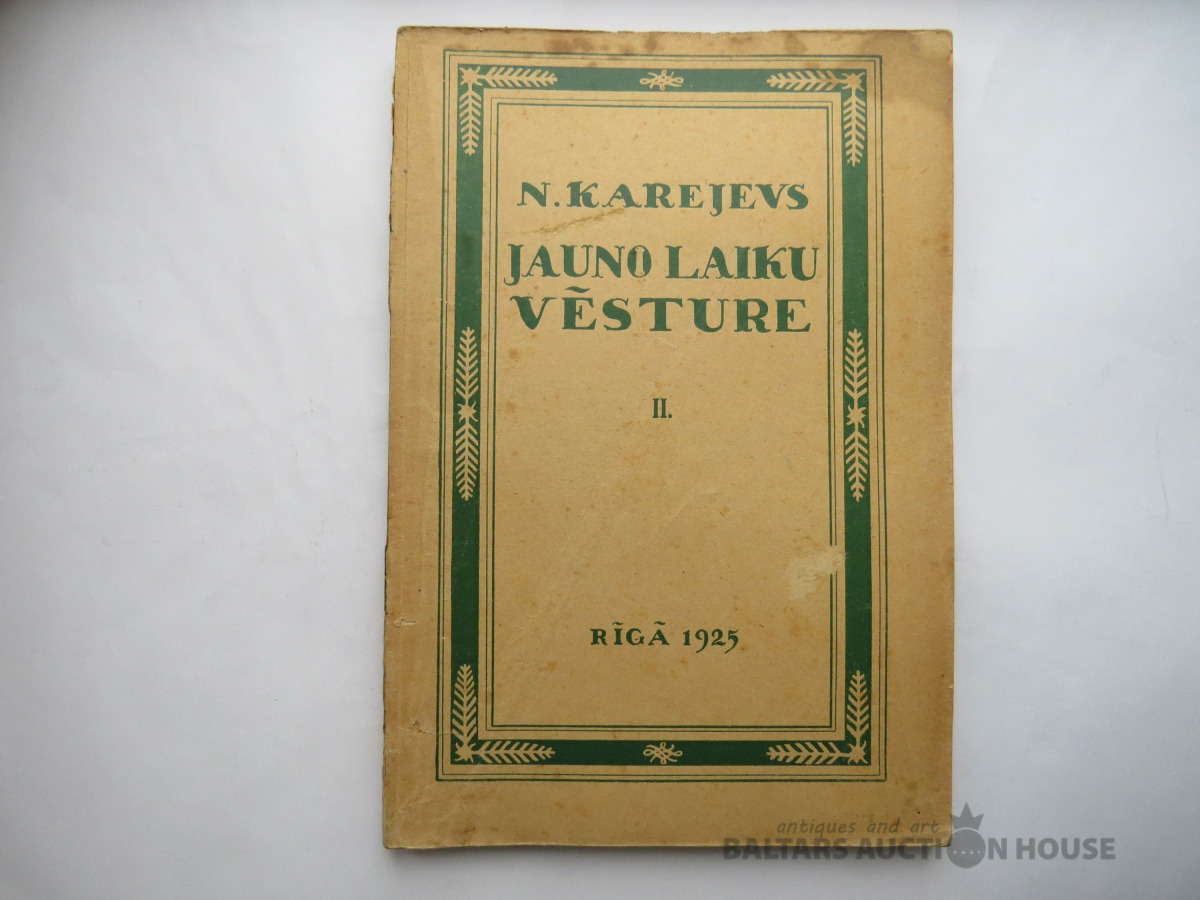 N. KAREJEVS
JAUNO LAIKU
VĒSTURE
II.
RĪGĀ 1925
antiques and art
BALTARS AUCTION HOUSE